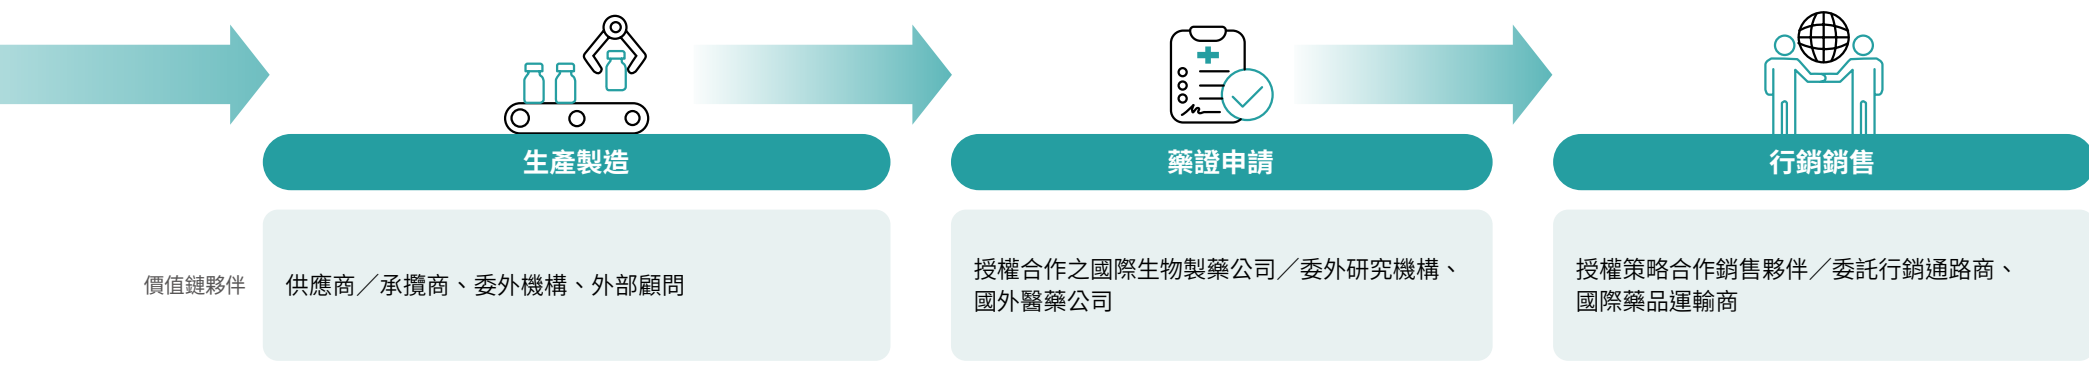 生產製造
藥證申請
行銷銷售
價值鏈夥伴
供應商／承攬商、委外機構、外部顧問
授權合作之國際生物製藥公司／委外研究機構、
國外醫藥公司
授權策略合作銷售夥伴／委託行銷通路商、
國際藥品運輸商